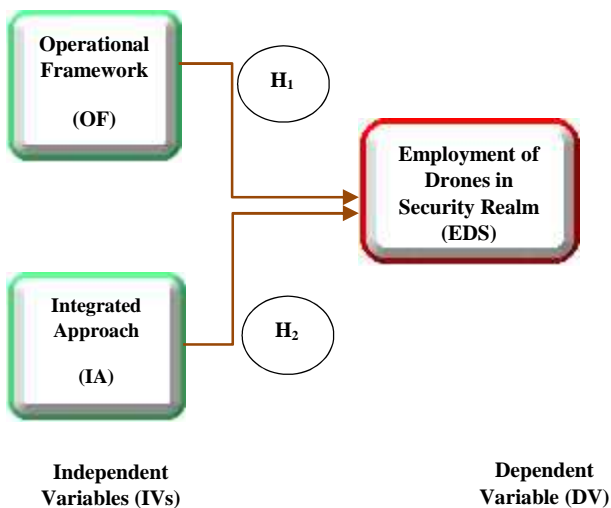 Operational
Framework
(OF)
H₁
Employment of
Drones in
Security Realm
(EDS)
Integrated
Approach
(IA)
H₂
Independent
Variables (IVs)
Dependent
Variable (DV)